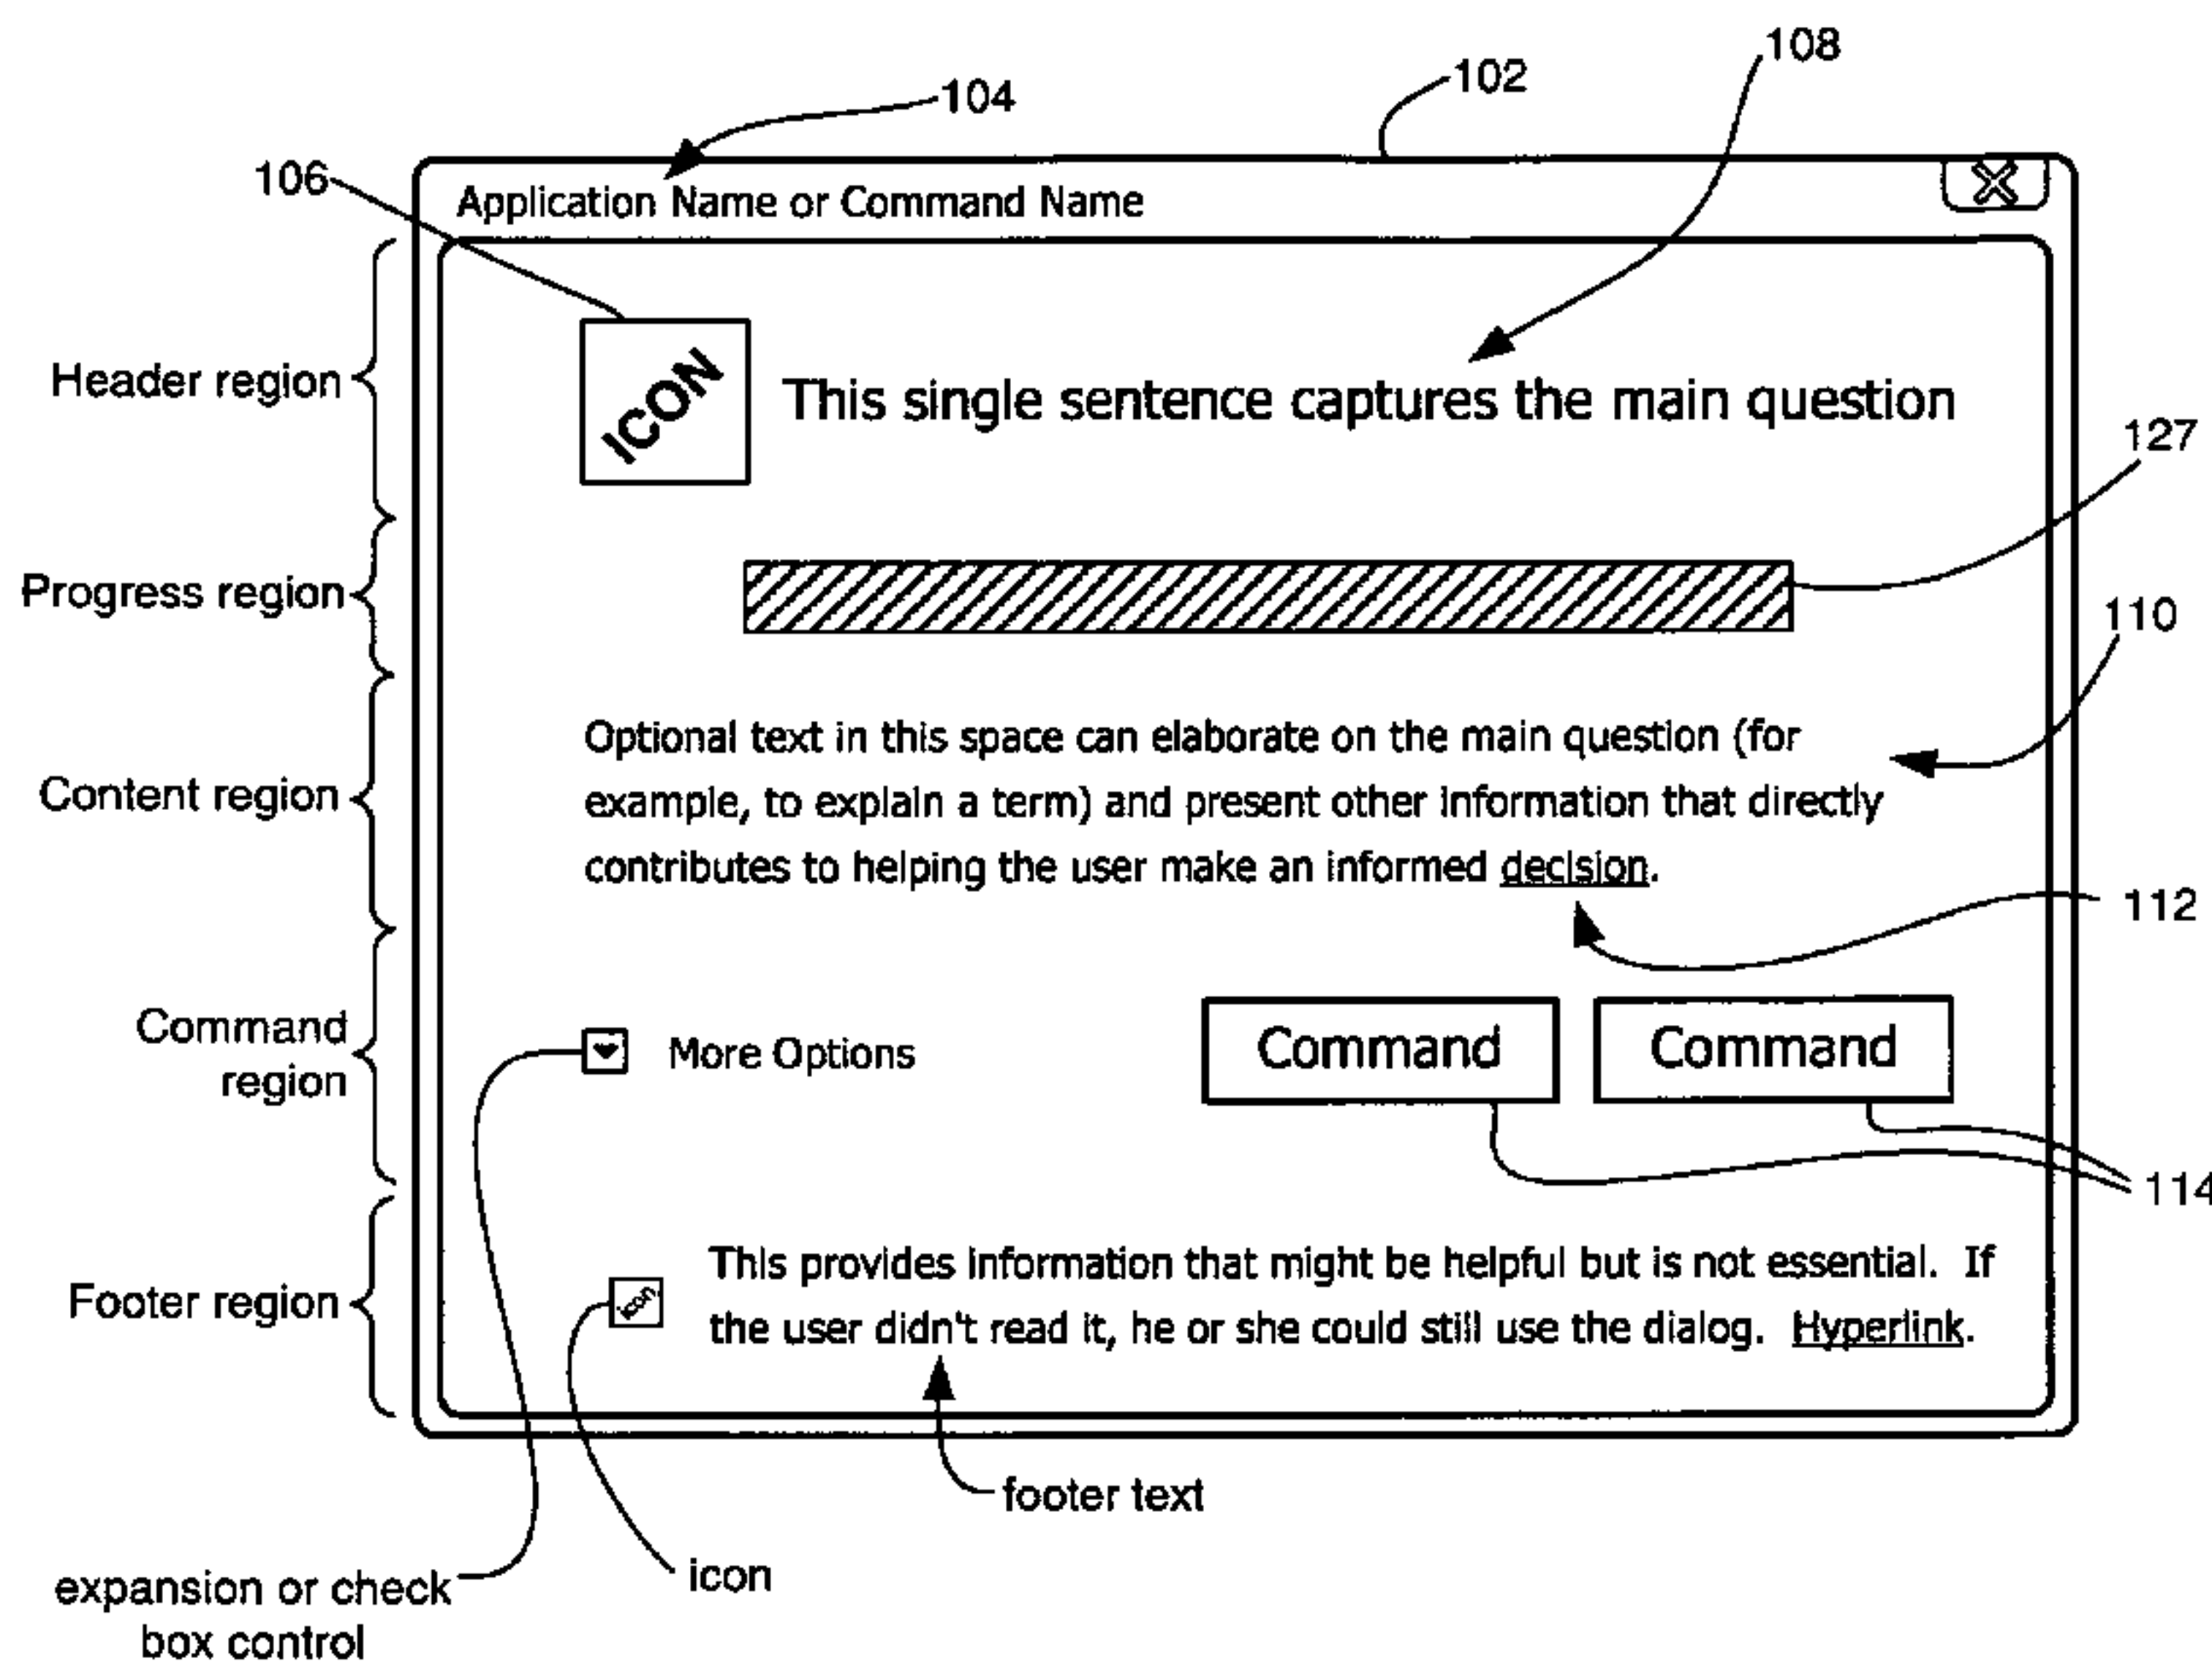 108
102
104
106
Application Name or Command Name
Header region
ICON
This single sentence captures the main question
127
Progress region
110
Content region
Optional text in this space can elaborate on the main question (for
example, to explain a term) and present other information that directly
contributes to helping the user make an informed decision.
112
Command
region
More Options
Command
Command
114
Footer region
icon
This provides information that might be helpful but is not essential. If
the user didn't read it, he or she could still use the dialog. Hyperlink.
footer text
icon
expansion or check
box control